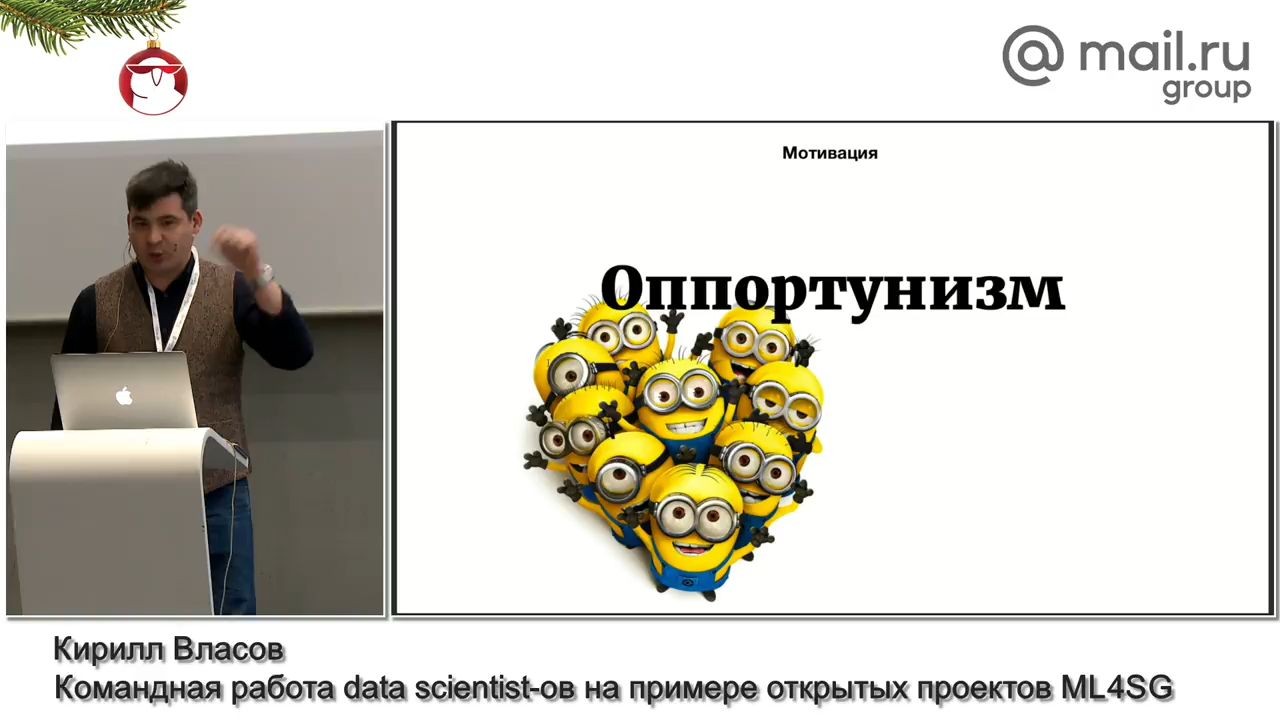 @mail.ru
group
Мотивация
Оппортунизм
Кирилл Власов
Командная работа data scientist-ов на примере открытых проектов ML4SG